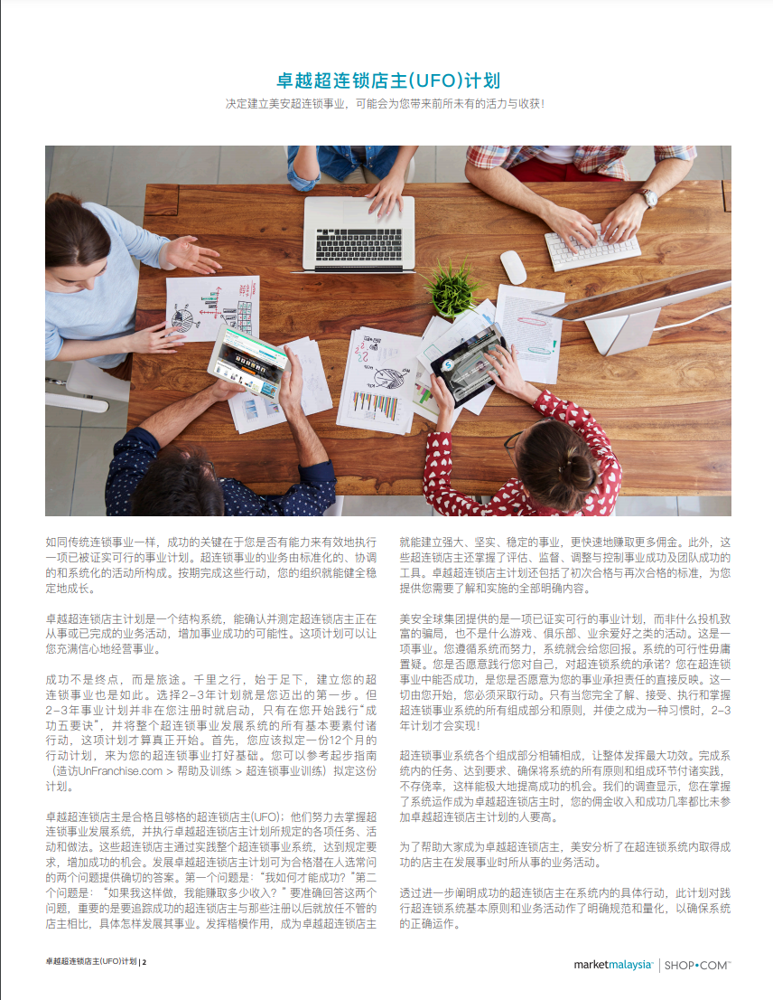 卓越超连锁店主(UFO)计划
决定建立美安超连锁事业，可能会为您带来前所未有的活力与收获！
如同传统连锁事业一样，成功的关键在于您是否有能力来有效地执行
一项已被证实可行的事业计划。超连锁事业的业务由标准化的、协调
的和系统化的活动所构成。按期完成这些行动，您的组织就能健全稳
定地成长。
卓越超连锁店主计划是一个结构系统，能确认并测定超连锁店主正在
从事或已完成的业务活动，增加事业成功的可能性。这项计划可以让
您充满信心地经营事业。
成功不是终点，而是旅途。千里之行，始于足下，建立您的超
连锁事业也是如此。选择2–3年计划就是您迈出的第一步。但
2–3年事业计划并非在您注册时就启动，只有在您开始践行“成
功五要诀”，并将整个超连锁事业发展系统的所有基本要素付诸
行动，这项计划才算真正开始。首先，您应该拟定一份12个月的
行动计划，来为您的超连锁事业打好基础。您可以参考起步指南
（造访UnFranchise.com > 帮助及训练 > 超连锁事业训练）拟定这份
计划。
卓越超连锁店主是合格且够格的超连锁店主(UFO)；他们努力去掌握超
连锁事业发展系统，并执行卓越超连锁店主计划所规定的各项任务、活
动和做法。这些超连锁店主通过实践整个超连锁事业系统，达到规定要
求，增加成功的机会。发展卓越超连锁店主计划可为合格潜在人选常问
的两个问题提供确切的答案。第一个问题是：“我如何才能成功？”第二
个问题是： “如果我这样做，我能赚取多少收入？” 要准确回答这两个
问题，重要的是要追踪成功的超连锁店主与那些注册以后就放任不管的
店主相比，具体怎样发展其事业。发挥楷模作用，成为卓越超连锁店主
就能建立强大、坚实、稳定的事业，更快速地赚取更多佣金。此外，这
些超连锁店主还掌握了评估、监督、调整与控制事业成功及团队成功的
工具。卓越超连锁店主计划还包括了初次合格与再次合格的标准，为您
提供您需要了解和实施的全部明确内容。
美安全球集团提供的是一项已证实可行的事业计划，而非什么投机致
富的骗局，也不是什么游戏、俱乐部、业余爱好之类的活动。这是一
项事业。您遵循系统而努力，系统就会给您回报。系统的可行性毋庸
置疑。您是否愿意践行您对自己，对超连锁系统的承诺？您在超连锁
事业中能否成功，是您是否愿意为您的事业承担责任的直接反映。这一
切由您开始，您必须采取行动。只有当您完全了解、接受、执行和掌握
超连锁事业系统的所有组成部分和原则，并使之成为一种习惯时，2–3
年计划才会实现！
超连锁事业系统各个组成部分相辅相成，让整体发挥最大功效。完成系
统内的任务、达到要求、确保将系统的所有原则和组成环节付诸实践，
不存侥幸，这样能极大地提高成功的机会。我们的调查显示，您在掌握
了系统运作成为卓越超连锁店主时，您的佣金收入和成功几率都比未参
加卓越超连锁店主计划的人要高。
为了帮助大家成为卓越超连锁店主，美安分析了在超连锁系统内取得成
功的店主在发展事业时所从事的业务活动。
透过进一步阐明成功的超连锁店主在系统内的具体行动，此计划对践
行超连锁系统基本原则和业务活动作了明确规范和量化，以确保系统
的正确运作。
卓越超连锁店主(UFO)计划 | 2
marketmalaysia™ | SHOP•COM™